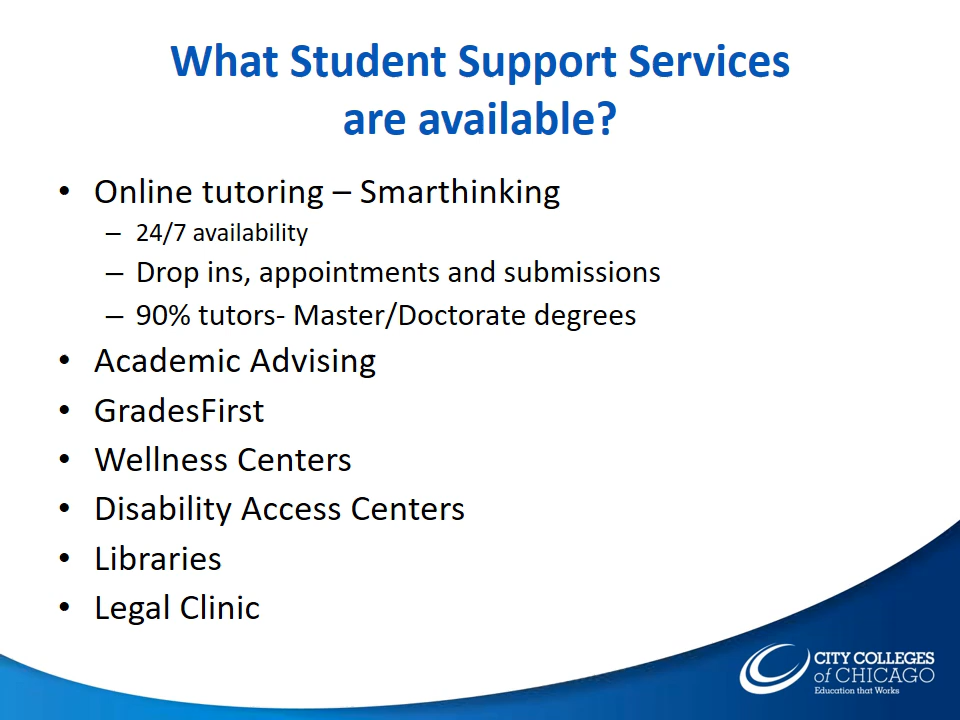 What Student Support Services
are available?
• Online tutoring – Smarthinking
– 24/7 availability
– Drop ins, appointments and submissions
– 90% tutors- Master/Doctorate degrees
• Academic Advising
• GradesFirst
• Wellness Centers
• Disability Access Centers
• Libraries
• Legal Clinic
CITY COLLEGES
of CHICAGO
Education that Works